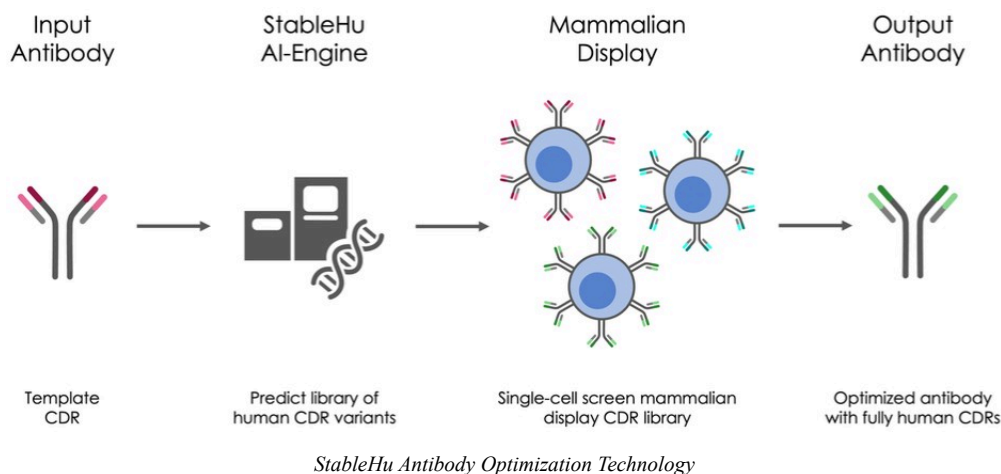 Input
Antibody
StableHu
AI-Engine
Mammalian
Display
Output
Antibody
Template
CDR
Predict library of
human CDR variants
Single-cell screen mammalian
display CDR library
Optimized antibody
with fully human CDRs
StableHu Antibody Optimization Technology